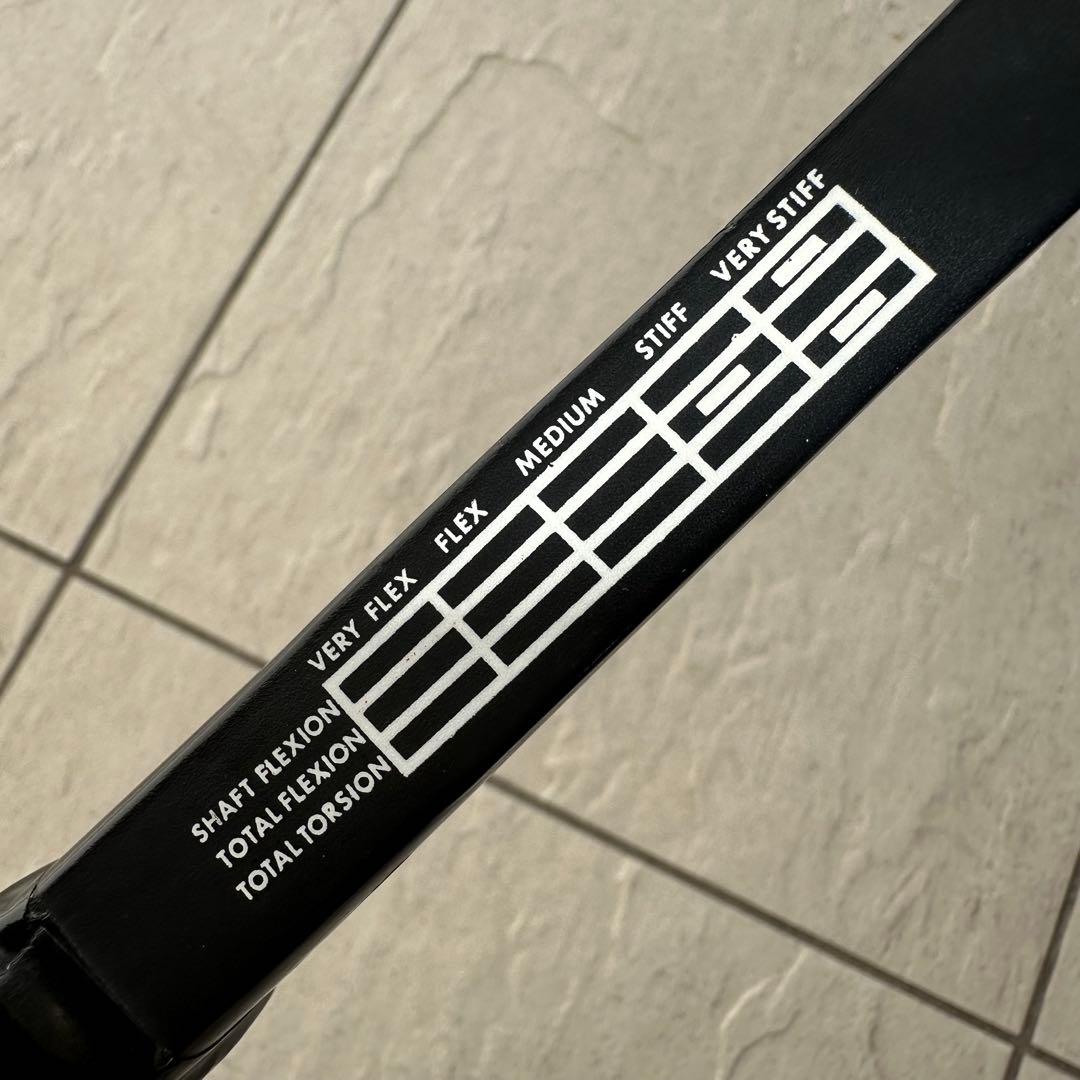 VERY FLEX FLEX MEDIUM STIFF VERY STIFF
SHAFT FLEXION
TOTAL FLEXION
TOTAL TORSION